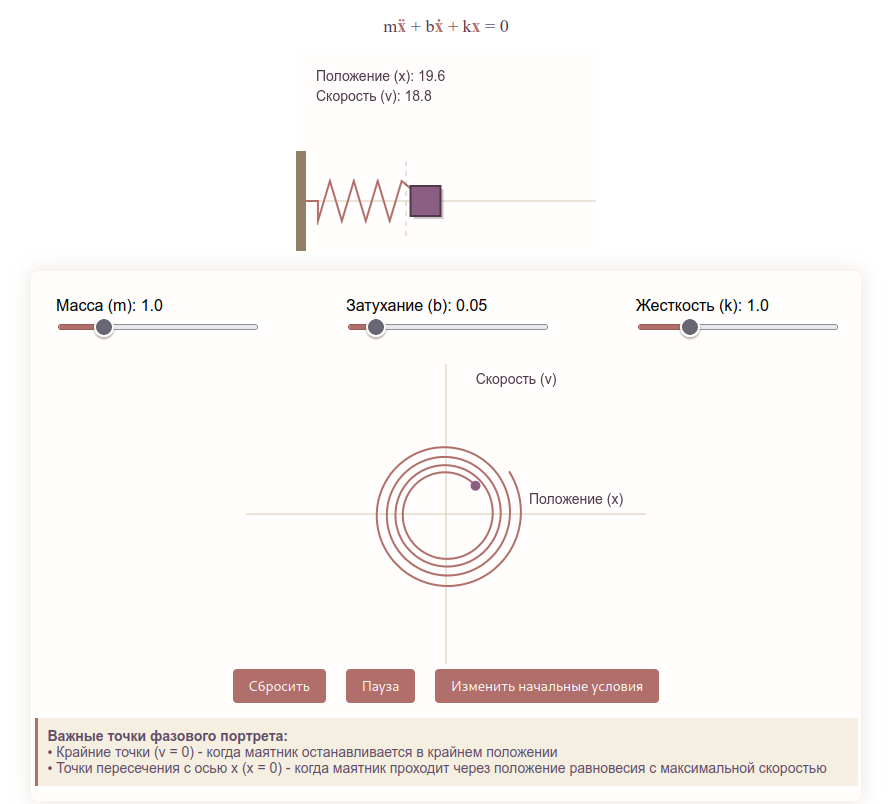 mẍ + bẋ + kx = 0
Положение (x): 19.6
Скорость (v): 18.8
Масса (m): 1.0
Затухание (b): 0.05
Жесткость (k): 1.0
Скорость (v)
Положение (x)
Сбросить
Пауза
Изменить начальные условия
Важные точки фазового портрета:
• Крайние точки (v = 0) - когда маятник останавливается в крайнем положении
• Точки пересечения с осью x (x = 0) - когда маятник проходит через положение равновесия с максимальной скоростью